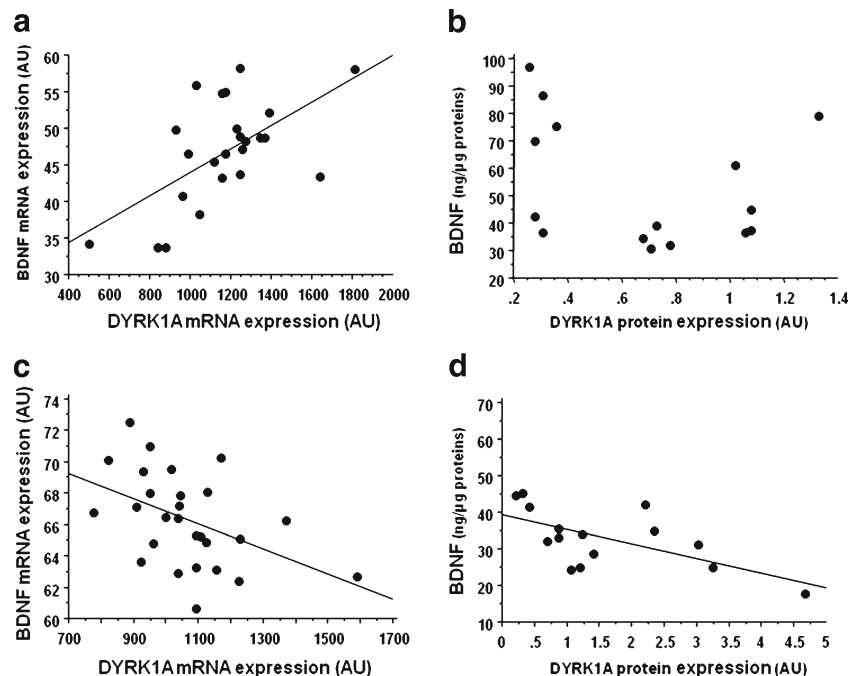 a
BDNF mRNA expression (AU)
60
55
50
45
40
35
30
400 600 800 1000 1200 1400 1600 1800 2000
DYRK1A mRNA expression (AU)
b
BDNF (ng/µg proteins)
100
90
80
70
60
50
40
30
20
.2 .4 .6 .8 1 1.2 1.4
DYRK1A protein expression (AU)
c
BDNF mRNA expression (AU)
74
72
70
68
66
64
62
60
700 900 1100 1300 1500 1700
DYRK1A mRNA expression (AU)
d
BDNF (ng/µg proteins)
70
60
50
40
30
20
10
0 .5 1 1.5 2 2.5 3 3.5 4 4.5 5
DYRK1A protein expression (AU)